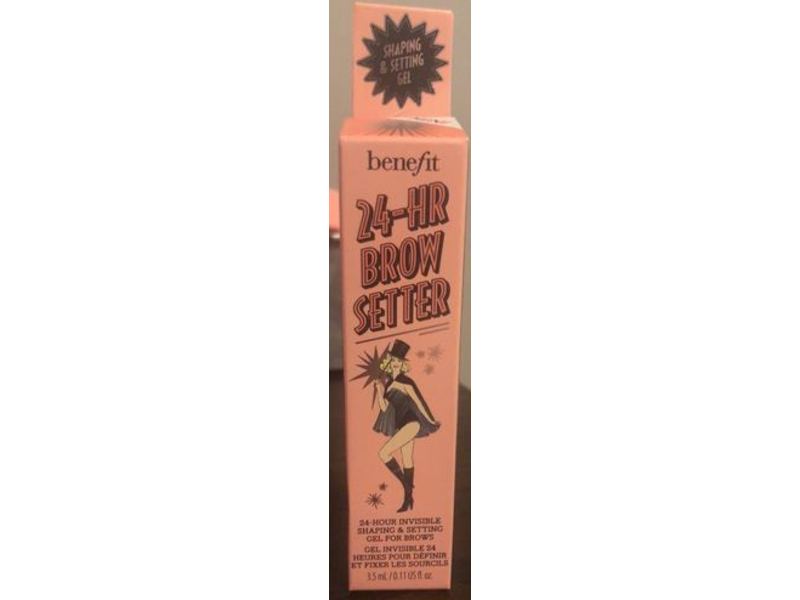 SHAPING
& SETTING
GEL
benefit
24-HR
BROW
SETTER
24-HOUR INVISIBLE
SHAPING & SETTING
GEL FOR BROWS
GEL INVISIBLE 24
HEURES POUR DÉFINIR
ET FIXER LES SOURCILS
3.5 mL / 0.11 US fl. oz.